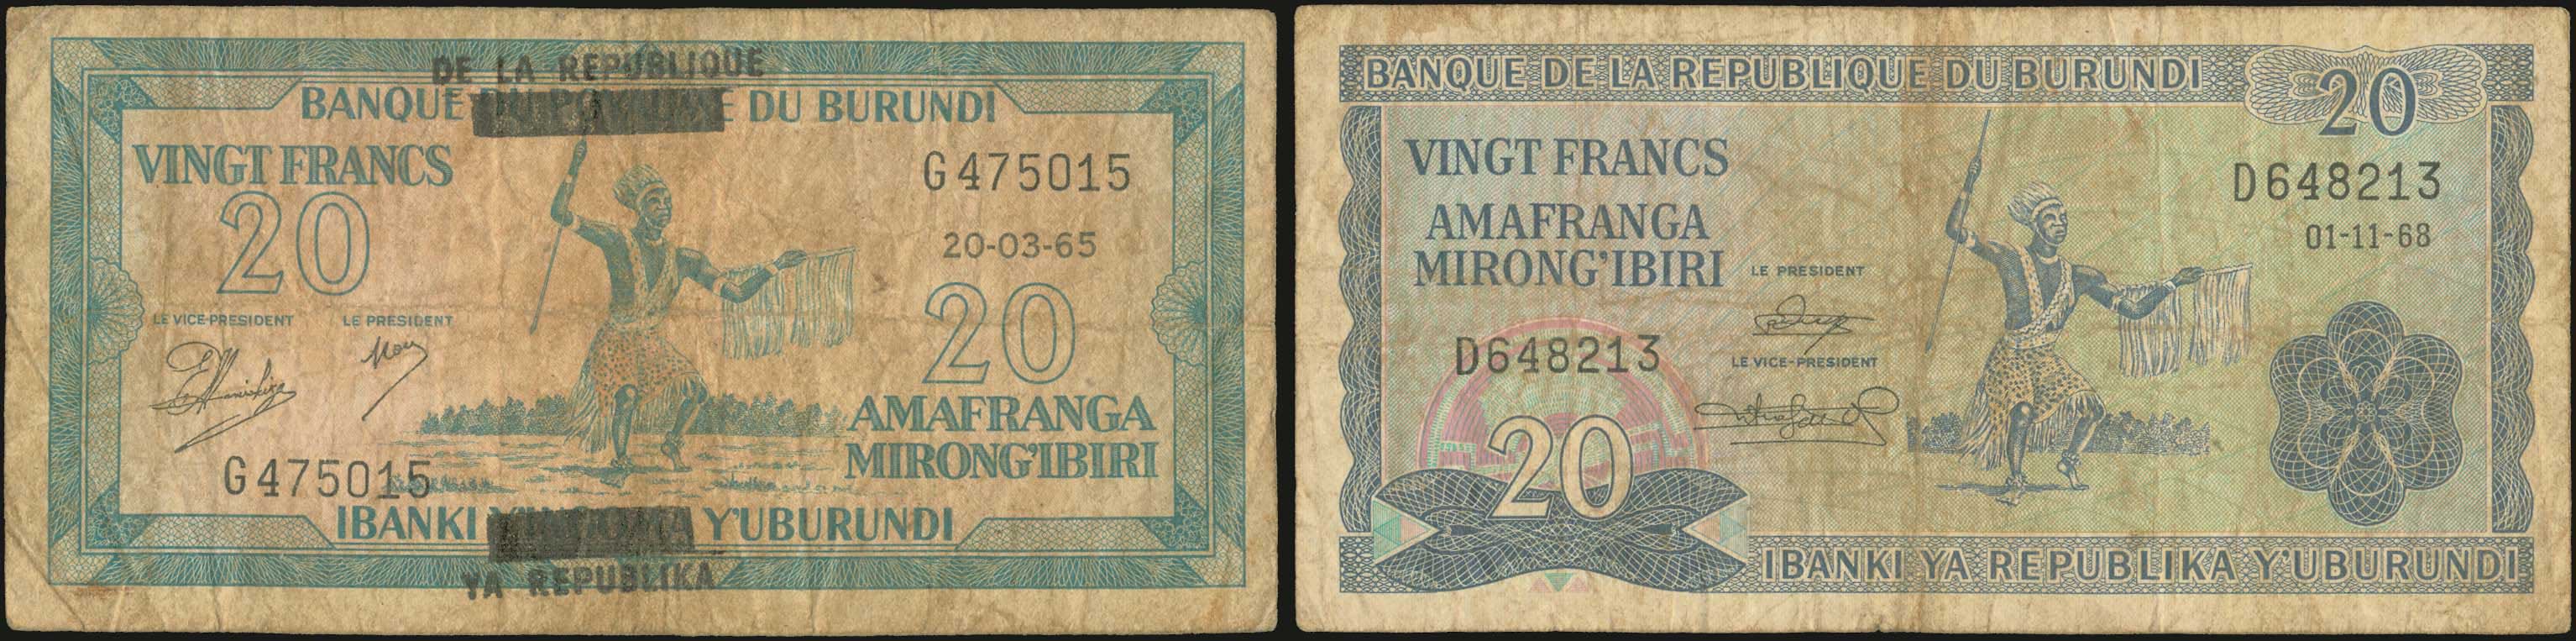 DE LA REPUBLIQUE
BANQUE DU BURUNDI
VINGT FRANCS
20
G475015
20-03-65
20
LE VICE-PRESIDENT LE PRESIDENT
AMAFRANGA
MIRONG'IBIRI
G475015
IBANKI Y'UBURUNDI
YA REPUBLIKA
BANQUE DE LA REPUBLIQUE DU BURUNDI
20
VINGT FRANCS
AMAFRANGA
MIRONG'IBIRI
D648213
01-11-68
LE PRESIDENT
LE VICE-PRESIDENT
D648213
20
IBANKI YA REPUBLIKA Y'UBURUNDI